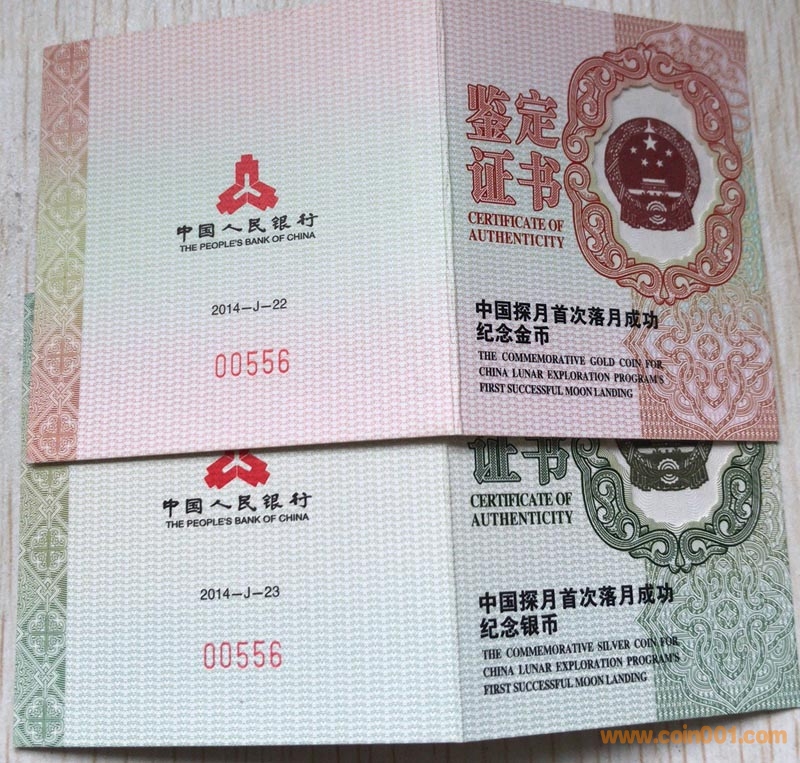 鉴定
证书
CERTIFICATE OF
AUTHENTICITY
中国人民银行
THE PEOPLE'S BANK OF CHINA
2014-J-22
00556
中国探月首次落月成功
纪念金币
THE COMMEMORATIVE GOLD COIN FOR
CHINA LUNAR EXPLORATION PROGRAM'S
FIRST SUCCESSFUL MOON LANDING
证书
CERTIFICATE OF
AUTHENTICITY
中国人民银行
THE PEOPLE'S BANK OF CHINA
2014-J-23
00556
中国探月首次落月成功
纪念银币
THE COMMEMORATIVE SILVER COIN FOR
CHINA LUNAR EXPLORATION PROGRAM'S
FIRST SUCCESSFUL MOON LANDING
www.coin001.com